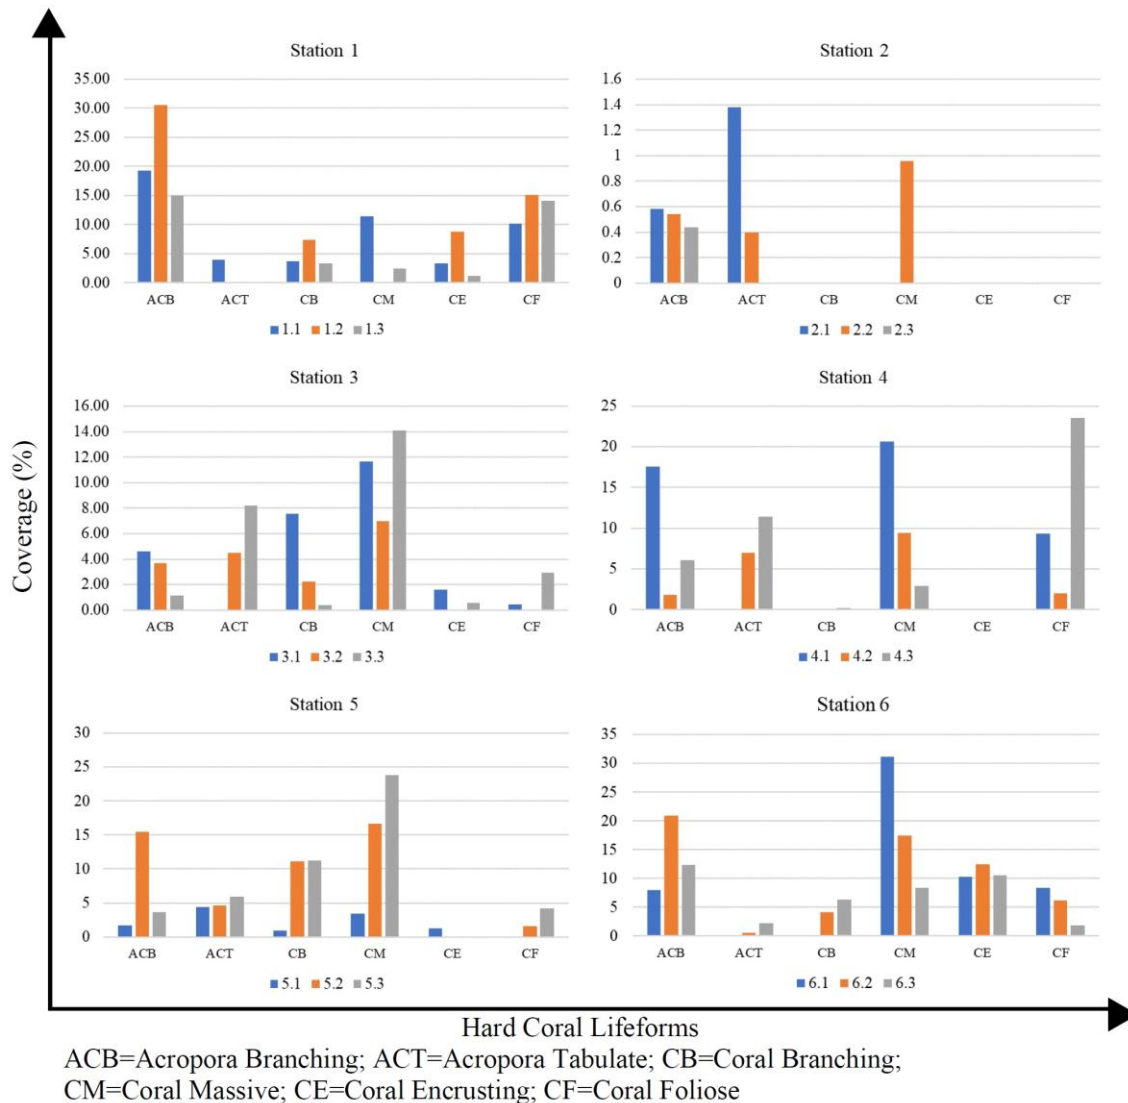 Station 1
35.00
30.00
25.00
20.00
15.00
10.00
5.00
0.00
ACB ACT CB CM CE CF
1.1 1.2 1.3
Station 2
1.6
1.4
1.2
1
0.8
0.6
0.4
0.2
0
ACB ACT CB CM CE CF
2.1 2.2 2.3
Station 3
16.00
14.00
12.00
10.00
8.00
6.00
4.00
2.00
0.00
ACB ACT CB CM CE CF
3.1 3.2 3.3
Station 4
25
20
15
10
5
0
ACB ACT CB CM CE CF
4.1 4.2 4.3
Station 5
30
25
20
15
10
5
0
ACB ACT CB CM CE CF
5.1 5.2 5.3
Station 6
35
30
25
20
15
10
5
0
ACB ACT CB CM CE CF
6.1 6.2 6.3
Coverage (%)
Hard Coral Lifeforms
ACB=Acropora Branching; ACT=Acropora Tabulate; CB=Coral Branching;
CM=Coral Massive; CE=Coral Encrusting; CF=Coral Foliose